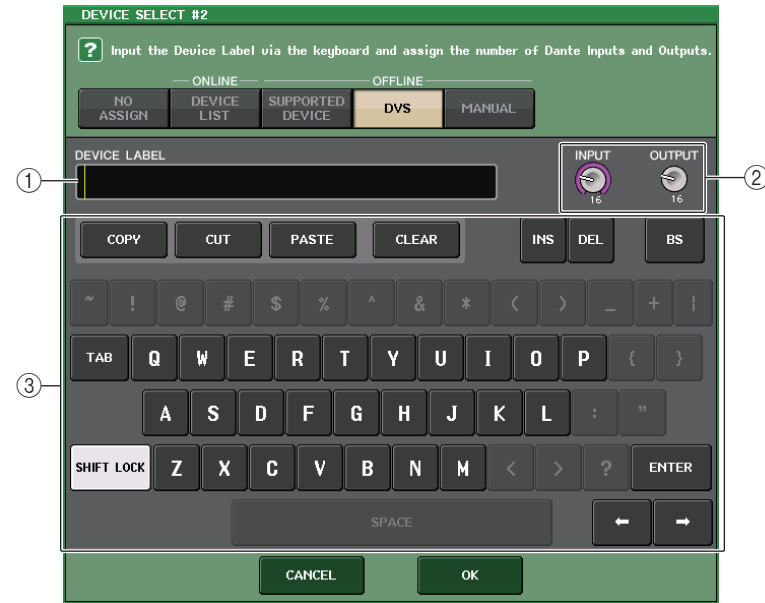 DEVICE SELECT #2
? Input the Device Label via the keyboard and assign the number of Dante Inputs and Outputs.
ONLINE OFFLINE
NO ASSIGN DEVICE LIST SUPPORTED DEVICE DVS MANUAL
DEVICE LABEL INPUT OUTPUT
① ②
16 16
COPY CUT PASTE CLEAR INS DEL BS
~ ! @ # $ % ^ & * ( ) _ + ¦
TAB Q W E R T Y U I O P { }
③
A S D F G H J K L : "
SHIFT LOCK Z X C V B N M < > ? ENTER
SPACE ← →
CANCEL OK